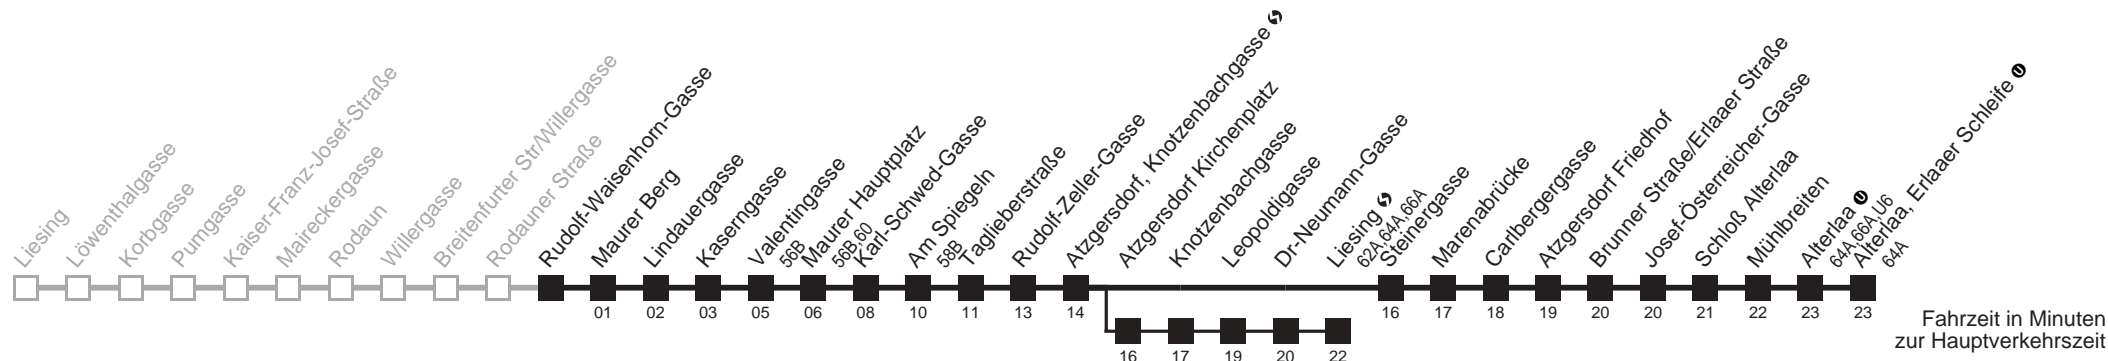 Liesing
Löwenthalgasse
Korbgasse
Pumgasse
Kaiser-Franz-Josef-Straße
Maireckergasse
Rodaun
Willergasse
Breitenfurter Str/Willergasse
Rodauner Straße
Rudolf-Waisenhorn-Gasse
Maurer Berg
Lindauergasse
Kaserngasse
Valentingasse
56B
Maurer Hauptplatz
56B,60
Karl-Schwed-Gasse
Am Spiegeln
58B
Taglieberstraße
Rudolf-Zeller-Gasse
Atzgersdorf, Knotzenbachgasse
Atzgersdorf Kirchenplatz
Knotzenbachgasse
Leopoldigasse
Dr-Neumann-Gasse
Liesing
62A,64A,66A
Steinergasse
Marenabrücke
Carlbergergasse
Atzgersdorf Friedhof
Brunner Straße/Erlaaer Straße
Josef-Österreicher-Gasse
Schloß Alterlaa
Mühlbreiten
Alterlaa U
64A,66A,U6
Alterlaa, Erlaaer Schleife U
64A
01 02 03 05 06 08 10 11 13 14 16 17 18 19 20 20 21 22 23 23
16 17 19 20 22
Fahrzeit in Minuten
zur Hauptverkehrszeit